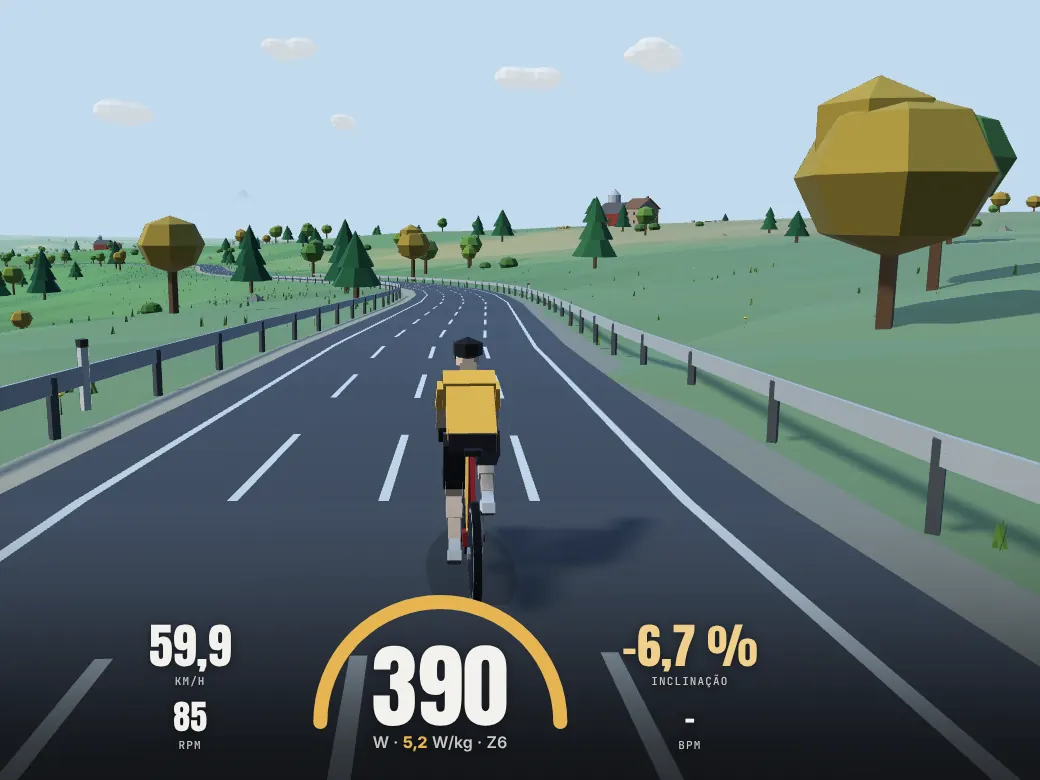 59,9
KM/H
85
RPM
390
W · 5,2 W/kg · Z6
-6,7 %
INCLINAÇÃO
-
BPM